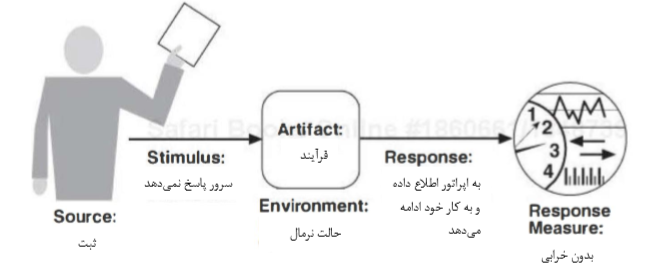 Artifact:
فرآیند
Stimulus:
سرور پاسخ نمی‌دهد
Response:
به اپراتور اطلاع داده
و به کار خود ادامه
می‌دهد
Environment:
حالت نرمال
Source:
ثبت
1
2
3
4
Response
Measure:
بدون خرابی